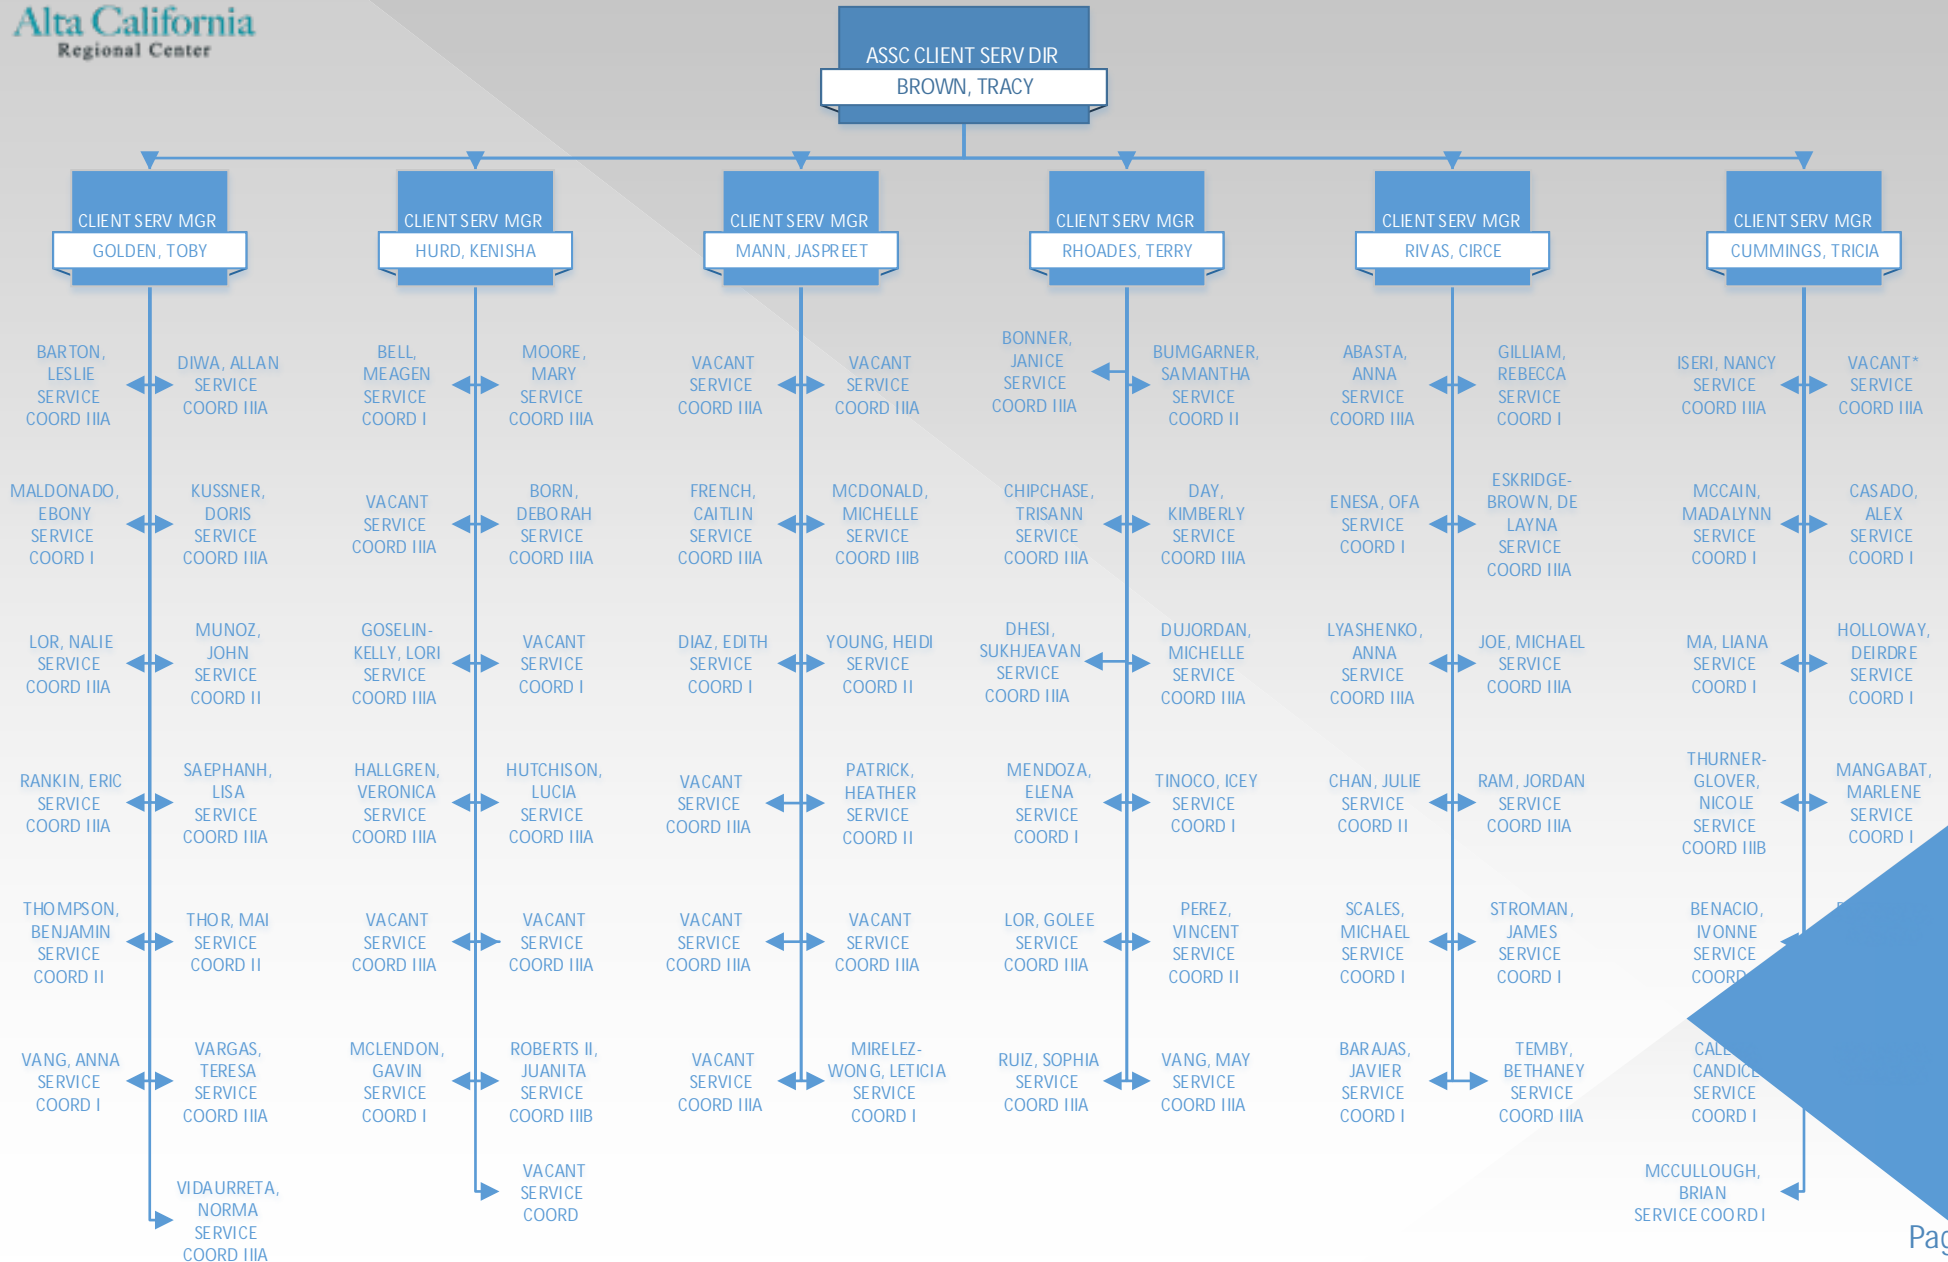 Alta California
Regional Center
ASSC CLIENT SERV DIR
BROWN, TRACY
CLIENT SERV MGR
GOLDEN, TOBY
BARTON,
LESLIE
SERVICE
COORD IIIA
DIWA, ALLAN
SERVICE
COORD IIIA
MALDONADO,
EBONY
SERVICE
COORD I
KUSSNER,
DORIS
SERVICE
COORD IIIA
LOR, NALIE
SERVICE
COORD IIIA
MUNOZ,
JOHN
SERVICE
COORD II
RANKIN, ERIC
SERVICE
COORD IIIA
SAEPHANH,
LISA
SERVICE
COORD IIIA
THOMPSON,
BENJAMIN
SERVICE
COORD II
THOR, MAI
SERVICE
COORD II
VANG, ANNA
SERVICE
COORD I
VARGAS,
TERESA
SERVICE
COORD IIIA
VIDAURRETA,
NORMA
SERVICE
COORD IIIA
CLIENT SERV MGR
HURD, KENISHA
BELL,
MEAGEN
SERVICE
COORD I
MOORE,
MARY
SERVICE
COORD IIIA
VACANT
SERVICE
COORD IIIA
BORN,
DEBORAH
SERVICE
COORD IIIA
GOSELIN-
KELLY, LORI
SERVICE
COORD IIIA
VACANT
SERVICE
COORD I
HALLGREN,
VERONICA
SERVICE
COORD IIIA
HUTCHISON,
LUCIA
SERVICE
COORD IIIA
VACANT
SERVICE
COORD IIIA
VACANT
SERVICE
COORD IIIA
MCLENDON,
GAVIN
SERVICE
COORD I
ROBERTS II,
JUANITA
SERVICE
COORD IIIB
VACANT
SERVICE
COORD
CLIENT SERV MGR
MANN, JASPREET
VACANT
SERVICE
COORD IIIA
VACANT
SERVICE
COORD IIIA
FRENCH,
CAITLIN
SERVICE
COORD IIIA
MCDONALD,
MICHELLE
SERVICE
COORD IIIB
DIAZ, EDITH
SERVICE
COORD I
YOUNG, HEIDI
SERVICE
COORD II
VACANT
SERVICE
COORD IIIA
PATRICK,
HEATHER
SERVICE
COORD II
VACANT
SERVICE
COORD IIIA
VACANT
SERVICE
COORD IIIA
VACANT
SERVICE
COORD IIIA
MIRELEZ-
WONG, LETICIA
SERVICE
COORD I
CLIENT SERV MGR
RHOADES, TERRY
BONNER,
JANICE
SERVICE
COORD IIIA
BUMGARNER,
SAMANTHA
SERVICE
COORD II
CHIPCHASE,
TRISANN
SERVICE
COORD IIIA
DAY,
KIMBERLY
SERVICE
COORD IIIA
DHESI,
SUKHJEAVAN
SERVICE
COORD IIIA
DUJORDAN,
MICHELLE
SERVICE
COORD IIIA
MENDOZA,
ELENA
SERVICE
COORD I
TINOCO, ICEY
SERVICE
COORD I
LOR, GOLEE
SERVICE
COORD IIIA
PEREZ,
VINCENT
SERVICE
COORD II
RUIZ, SOPHIA
SERVICE
COORD IIIA
VANG, MAY
SERVICE
COORD IIIA
CLIENT SERV MGR
RIVAS, CIRCE
ABASTA,
ANNA
SERVICE
COORD IIIA
GILLIAM,
REBECCA
SERVICE
COORD I
ENESA, OFA
SERVICE
COORD I
ESKRIDGE-
BROWN, DE
LAYNA
SERVICE
COORD IIIA
LYASHENKO,
ANNA
SERVICE
COORD IIIA
JOE, MICHAEL
SERVICE
COORD IIIA
CHAN, JULIE
SERVICE
COORD II
RAM, JORDAN
SERVICE
COORD IIIA
SCALES,
MICHAEL
SERVICE
COORD I
STROMAN,
JAMES
SERVICE
COORD I
BARAJAS,
JAVIER
SERVICE
COORD I
TEMBY,
BETHANEY
SERVICE
COORD IIIA
CLIENT SERV MGR
CUMMINGS, TRICIA
ISERI, NANCY
SERVICE
COORD IIIA
VACANT*
SERVICE
COORD IIIA
MCCAIN,
MADALYNN
SERVICE
COORD I
CASADO,
ALEX
SERVICE
COORD I
MA, LIANA
SERVICE
COORD I
HOLLOWAY,
DEIRDRE
SERVICE
COORD I
THURNER-
GLOVER,
NICOLE
SERVICE
COORD IIIB
MANGABAT,
MARLENE
SERVICE
COORD I
BENACIO,
IVONNE
SERVICE
COORD
CANDICE
SERVICE
COORD I
MCCULLOUGH,
BRIAN
SERVICE COORD I
Pag